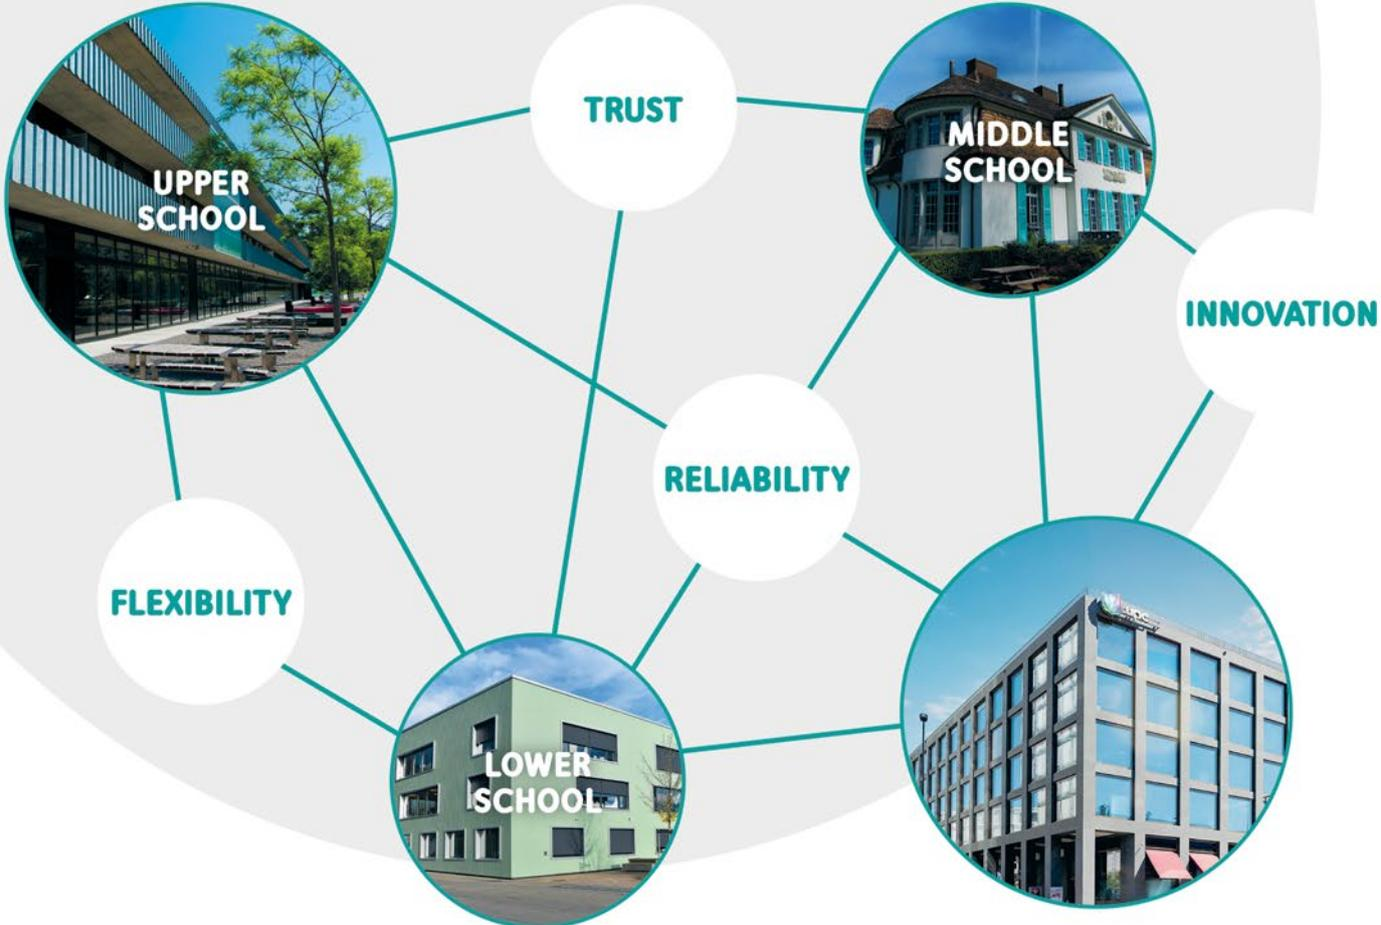 TRUST
MIDDLE
SCHOOL
UPPER
SCHOOL
INNOVATION
RELIABILITY
FLEXIBILITY
LOWER
SCHOOL